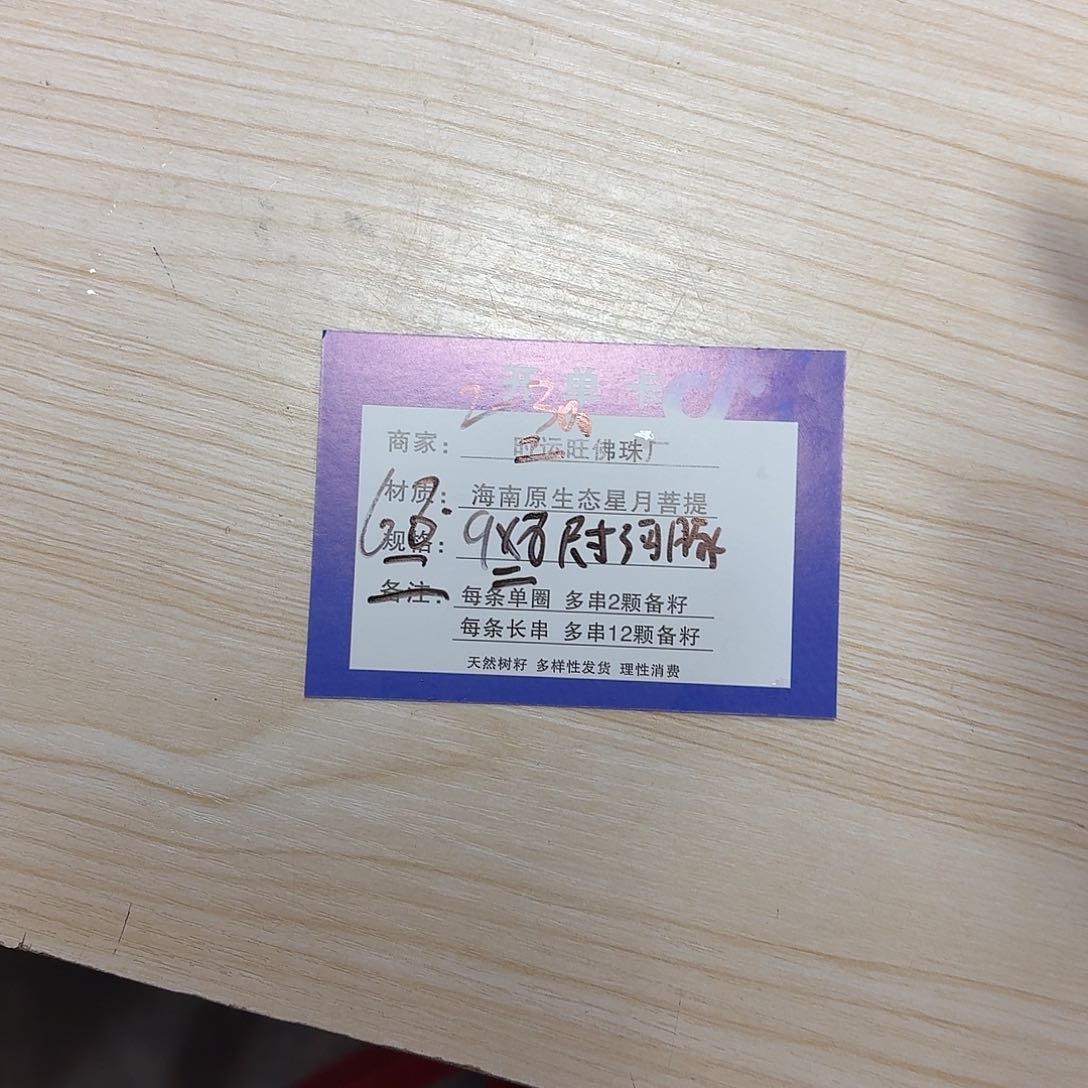 开单卡
商家：时运旺佛珠厂
材质：海南原生态星月菩提
规格：9x
备注：每条单圈 多串2颗备籽
每条长串 多串12颗备籽
天然树籽 多样性发货 理性消费